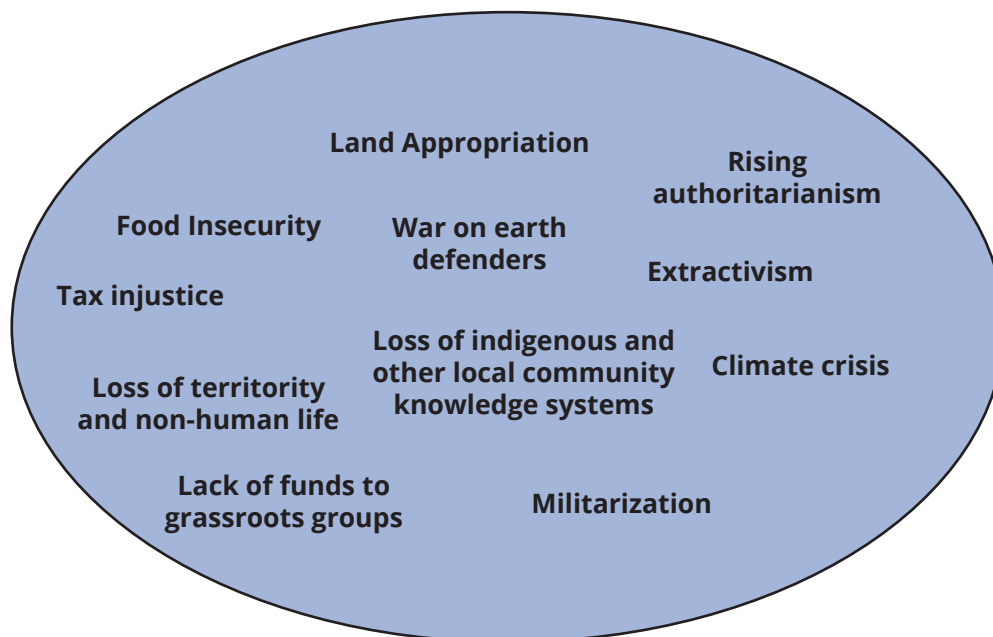 Land Appropriation
Rising
authoritarianism
Food Insecurity
War on earth
defenders
Extractivism
Tax injustice
Loss of indigenous and
other local community
knowledge systems
Climate crisis
Loss of territority
and non-human life
Lack of funds to
grassroots groups
Militarization